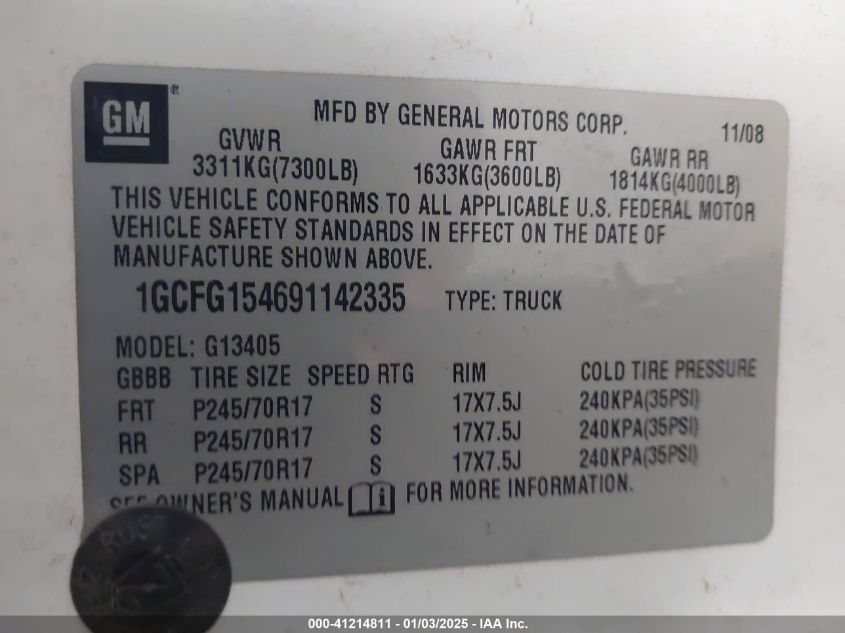 GM ®
MFD BY GENERAL MOTORS CORP. 11/08
GVWR GAWR FRT GAWR RR
3311KG(7300LB) 1633KG(3600LB) 1814KG(4000LB)
THIS VEHICLE CONFORMS TO ALL APPLICABLE U.S. FEDERAL MOTOR
VEHICLE SAFETY STANDARDS IN EFFECT ON THE DATE OF
MANUFACTURE SHOWN ABOVE.
1GCFG154691142335 TYPE: TRUCK
MODEL: G13405
GBBB TIRE SIZE SPEED RTG RIM COLD TIRE PRESSURE
FRT P245/70R17 S 17X7.5J 240KPA(35PSI)
RR P245/70R17 S 17X7.5J 240KPA(35PSI)
SPA P245/70R17 S 17X7.5J 240KPA(35PSI)
SEE OWNER'S MANUAL i FOR MORE INFORMATION.
RUST
000-41214811 - 01/03/2025 - IAA Inc.